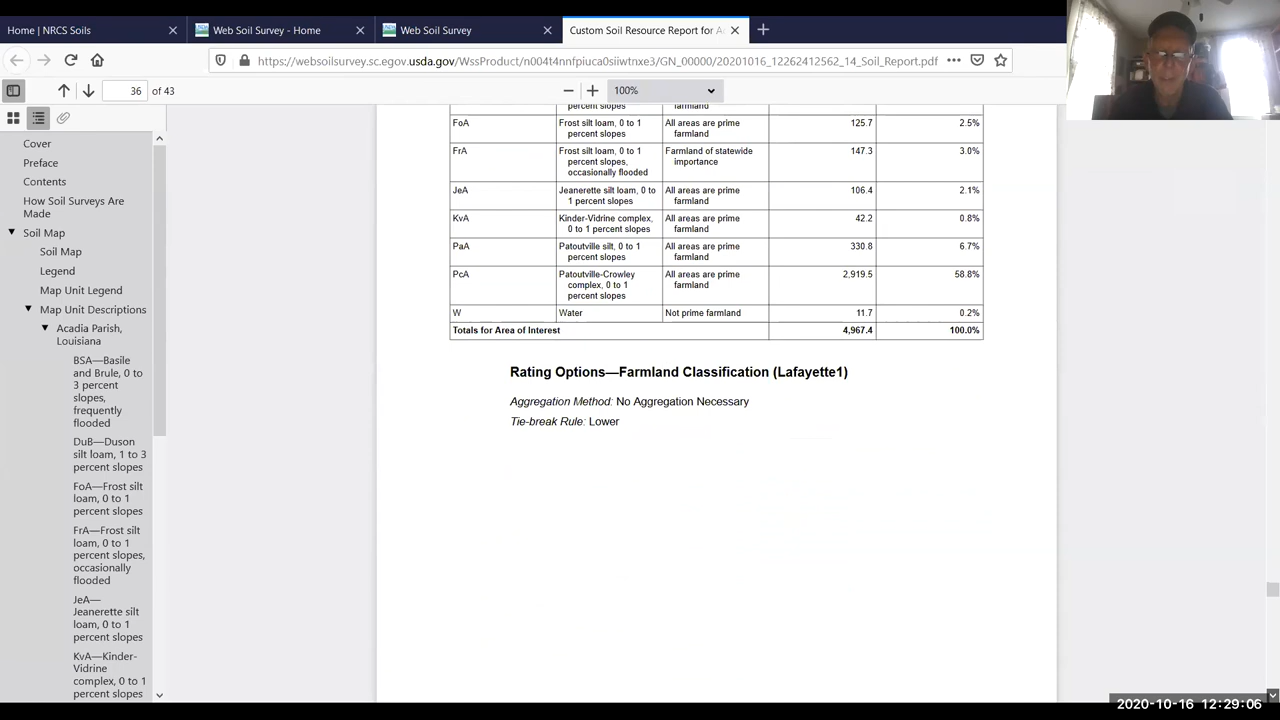 Home | NRCS Soils
Web Soil Survey - Home
Web Soil Survey
Custom Soil Resource Report for A
https://websoilsurvey.sc.egov.usda.gov/WssProduct/n004t4nnfpiuca0siiwtnxe3/GN_00000/20201016_12262412562_14_Soil_Report.pdf
36 of 43
100%
Cover
Preface
Contents
How Soil Surveys Are
Made
Soil Map
Soil Map
Legend
Map Unit Legend
Map Unit Descriptions
Acadia Parish,
Louisiana
BSA—Basile
and Brule, 0 to
3 percent
slopes,
frequently
flooded
DuB—Duson
silt loam, 1 to 3
percent slopes
FoA—Frost silt
loam, 0 to 1
percent slopes
FrA—Frost silt
loam, 0 to 1
percent slopes,
occasionally
flooded
JeA—
Jeanerette silt
loam, 0 to 1
percent slopes
KvA—Kinder-
Vidrine
complex, 0 to 1
percent slopes
percent slopes farmland
FoA Frost silt loam, 0 to 1 All areas are prime 125.7 2.5%
percent slopes farmland
FrA Frost silt loam, 0 to 1 Farmland of statewide 147.3 3.0%
percent slopes, importance
occasionally flooded
JeA Jeanerette silt loam, 0 to All areas are prime 106.4 2.1%
1 percent slopes farmland
KvA Kinder-Vidrine complex, All areas are prime 42.2 0.8%
0 to 1 percent slopes farmland
PaA Patoutville silt, 0 to 1 All areas are prime 330.8 6.7%
percent slopes farmland
PcA Patoutville-Crowley All areas are prime 2,919.5 58.8%
complex, 0 to 1 farmland
percent slopes
W Water Not prime farmland 11.7 0.2%
Totals for Area of Interest 4,967.4 100.0%
Rating Options—Farmland Classification (Lafayette1)
Aggregation Method: No Aggregation Necessary
Tie-break Rule: Lower
2020-10-16 12:29:06